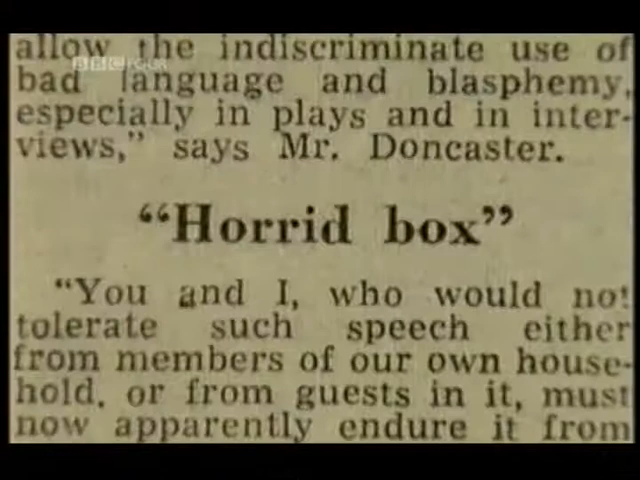 allow the indiscriminate use of
BBC FOUR
bad language and blasphemy,
especially in plays and in inter-
views," says Mr. Doncaster.
"Horrid box"
"You and I, who would not
tolerate such speech either
from members of our own house-
hold, or from guests in it, must
now apparently endure it from